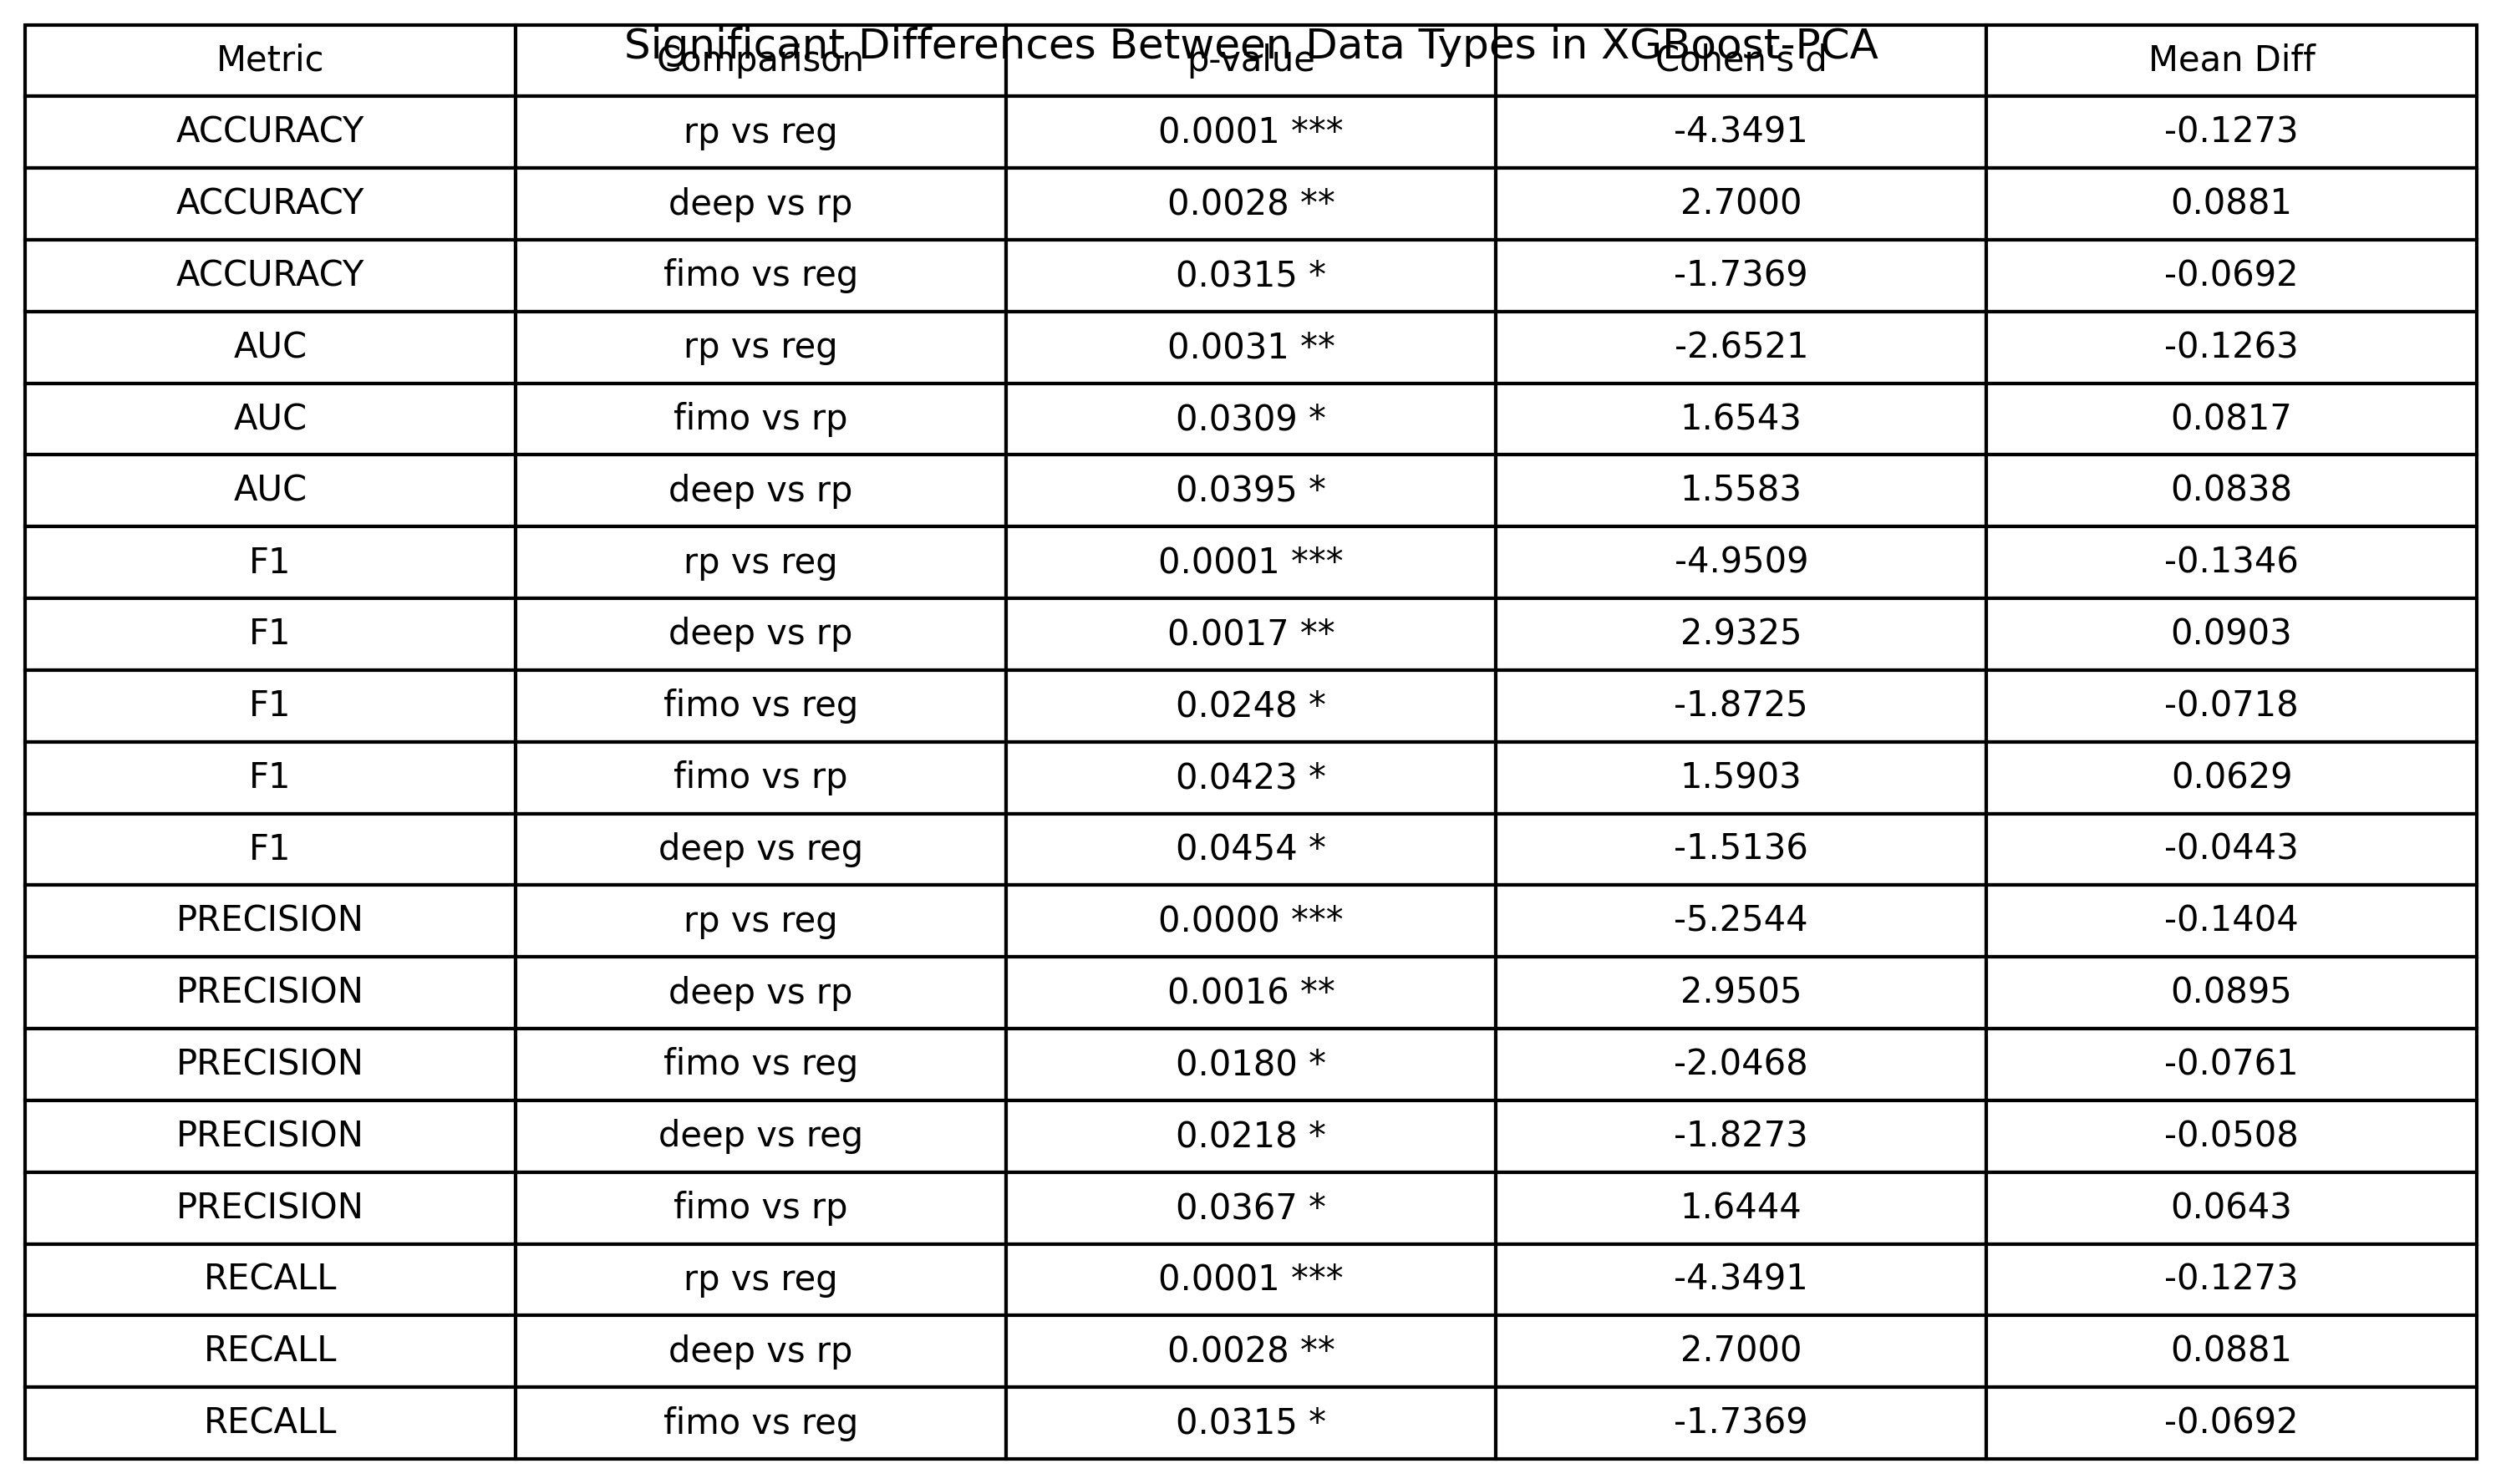 Significant Differences Between Data Types in XGBoost-PCA
Metric Comparison p-value Cohen's d Mean Diff
ACCURACY rp vs reg 0.0001 *** -4.3491 -0.1273
ACCURACY deep vs rp 0.0028 ** 2.7000 0.0881
ACCURACY fimo vs reg 0.0315 * -1.7369 -0.0692
AUC rp vs reg 0.0031 ** -2.6521 -0.1263
AUC fimo vs rp 0.0309 * 1.6543 0.0817
AUC deep vs rp 0.0395 * 1.5583 0.0838
F1 rp vs reg 0.0001 *** -4.9509 -0.1346
F1 deep vs rp 0.0017 ** 2.9325 0.0903
F1 fimo vs reg 0.0248 * -1.8725 -0.0718
F1 fimo vs rp 0.0423 * 1.5903 0.0629
F1 deep vs reg 0.0454 * -1.5136 -0.0443
PRECISION rp vs reg 0.0000 *** -5.2544 -0.1404
PRECISION deep vs rp 0.0016 ** 2.9505 0.0895
PRECISION fimo vs reg 0.0180 * -2.0468 -0.0761
PRECISION deep vs reg 0.0218 * -1.8273 -0.0508
PRECISION fimo vs rp 0.0367 * 1.6444 0.0643
RECALL rp vs reg 0.0001 *** -4.3491 -0.1273
RECALL deep vs rp 0.0028 ** 2.7000 0.0881
RECALL fimo vs reg 0.0315 * -1.7369 -0.0692